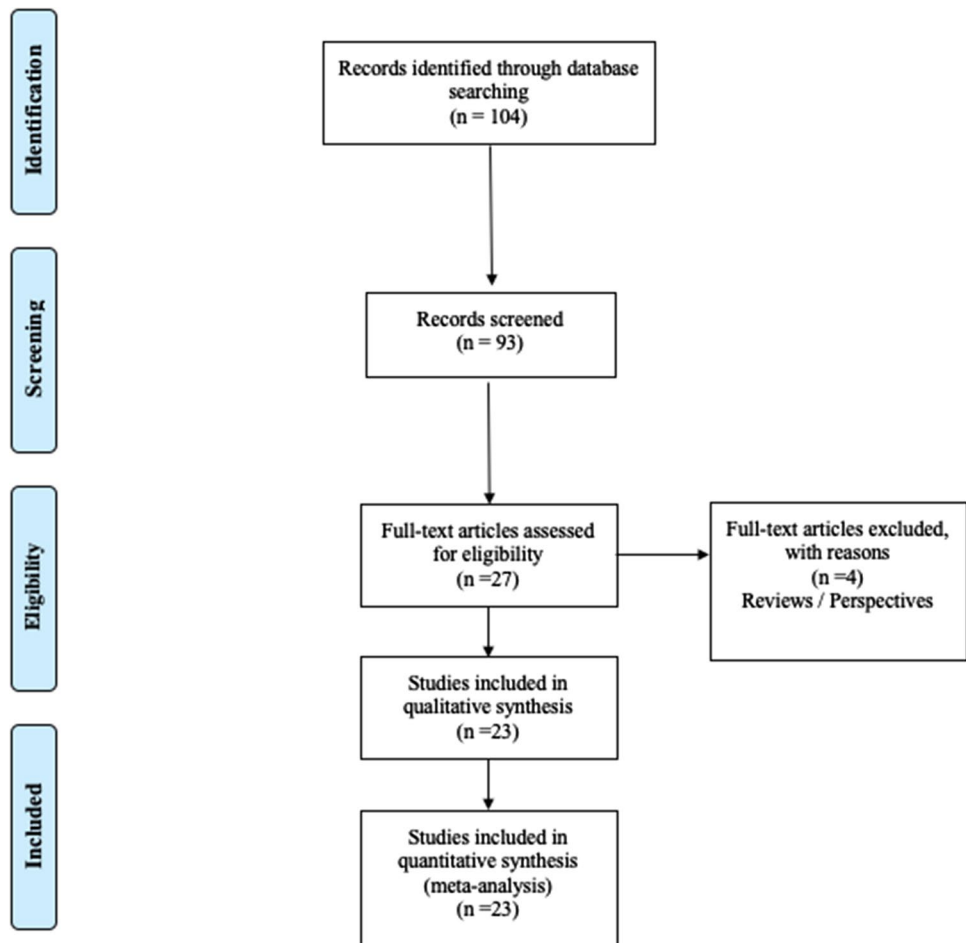 Identification
Records identified through database
searching
(n = 104)
Screening
Records screened
(n = 93)
Eligibility
Full-text articles assessed
for eligibility
(n =27)
Full-text articles excluded,
with reasons
(n =4)
Reviews / Perspectives
Studies included in
qualitative synthesis
(n =23)
Included
Studies included in
quantitative synthesis
(meta-analysis)
(n =23)